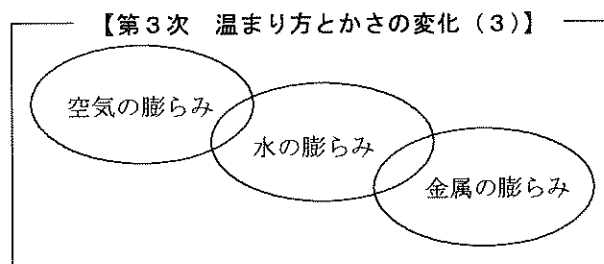 【第3次 温まり方とかさの変化（3）】
空気の膨らみ
水の膨らみ
金属の膨らみ